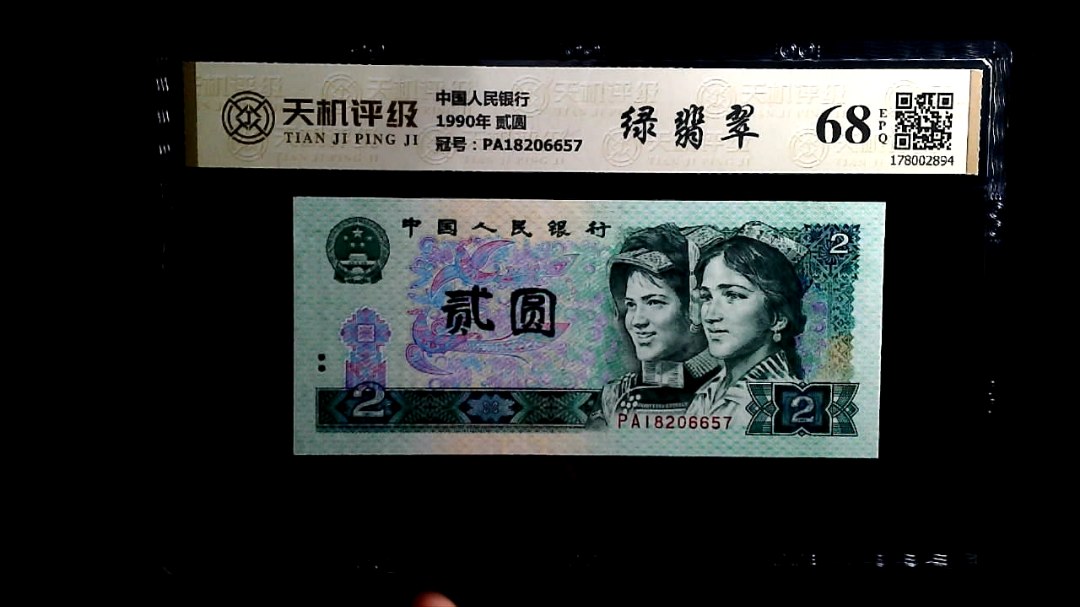 天机评级
TIAN JI PING JI
中国人民银行
1990年 贰圆
冠号：PA18206657
绿翡翠
68
EPQ
178002894
中国人民银行
2
贰圆
2
PA18206657
2